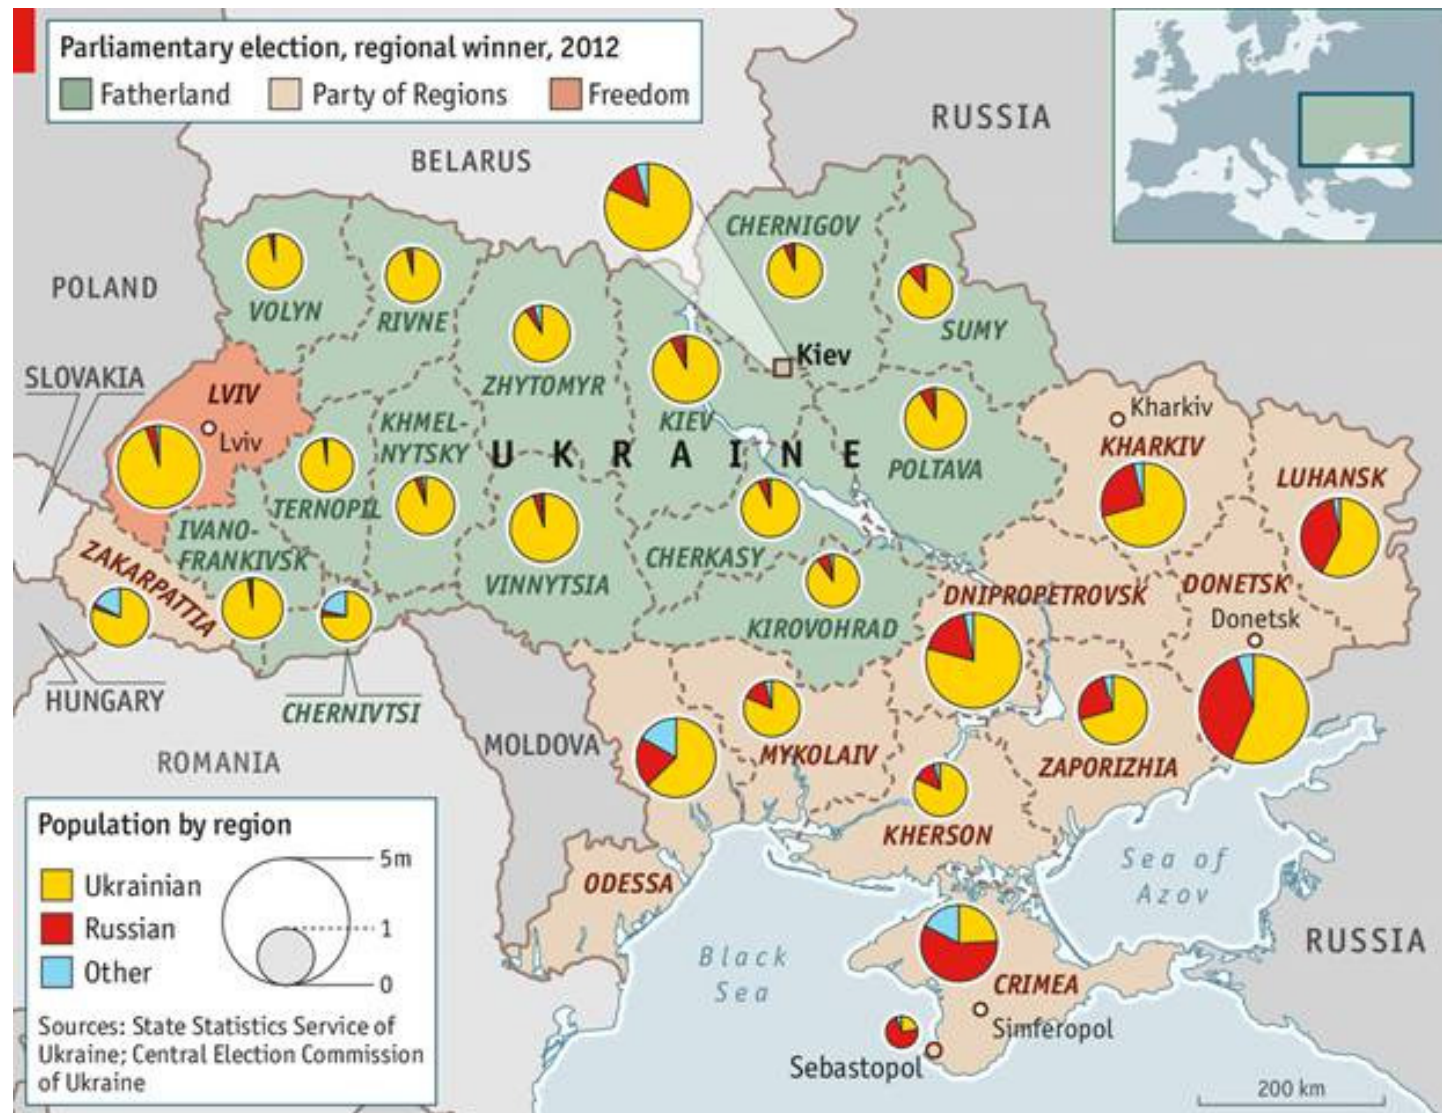 Parliamentary election, regional winner, 2012
Fatherland
Party of Regions
Freedom
RUSSIA
BELARUS
POLAND
SLOVAKIA
HUNGARY
ROMANIA
MOLDOVA
RUSSIA
UKRAINE
VOLYN
RIVNE
ZHYTOMYR
CHERNIGOV
SUMY
Kiev
KIEV
LVIV
Lviv
KHMEL-
NYTSKY
TERNOPIL
IVANO-
FRANKIVSK
ZAKARPATTIA
CHERNIVTSI
VINNYTSIA
CHERKASY
POLTAVA
KIROVOHRAD
Kharkiv
KHARKIV
LUHANSK
DNIPROPETROVSK
DONETSK
Donetsk
MYKOLAIV
ZAPORIZHIA
KHERSON
ODESSA
CRIMEA
Simferopol
Sebastopol
Sea of
Azov
Black
Sea
Population by region
Ukrainian
Russian
Other
5m
1
0
Sources: State Statistics Service of
Ukraine; Central Election Commission
of Ukraine
200 km